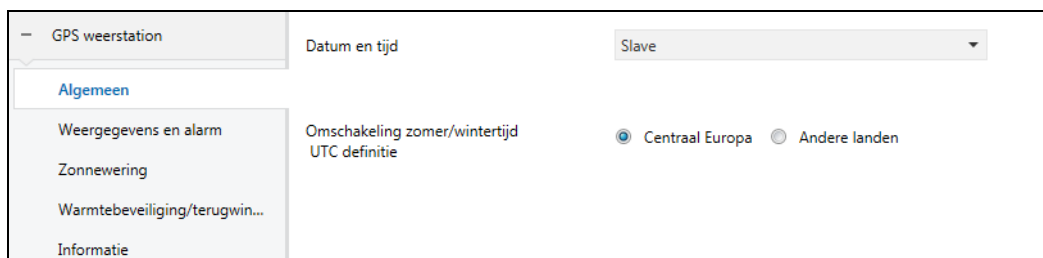 GPS weerstation
Algemeen
Weergegevens en alarm
Zonnewering
Warmtebeveiliging/terugwin...
Informatie
Datum en tijd
Slave
Omschakeling zomer/wintertijd
UTC definitie
Centraal Europa
Andere landen